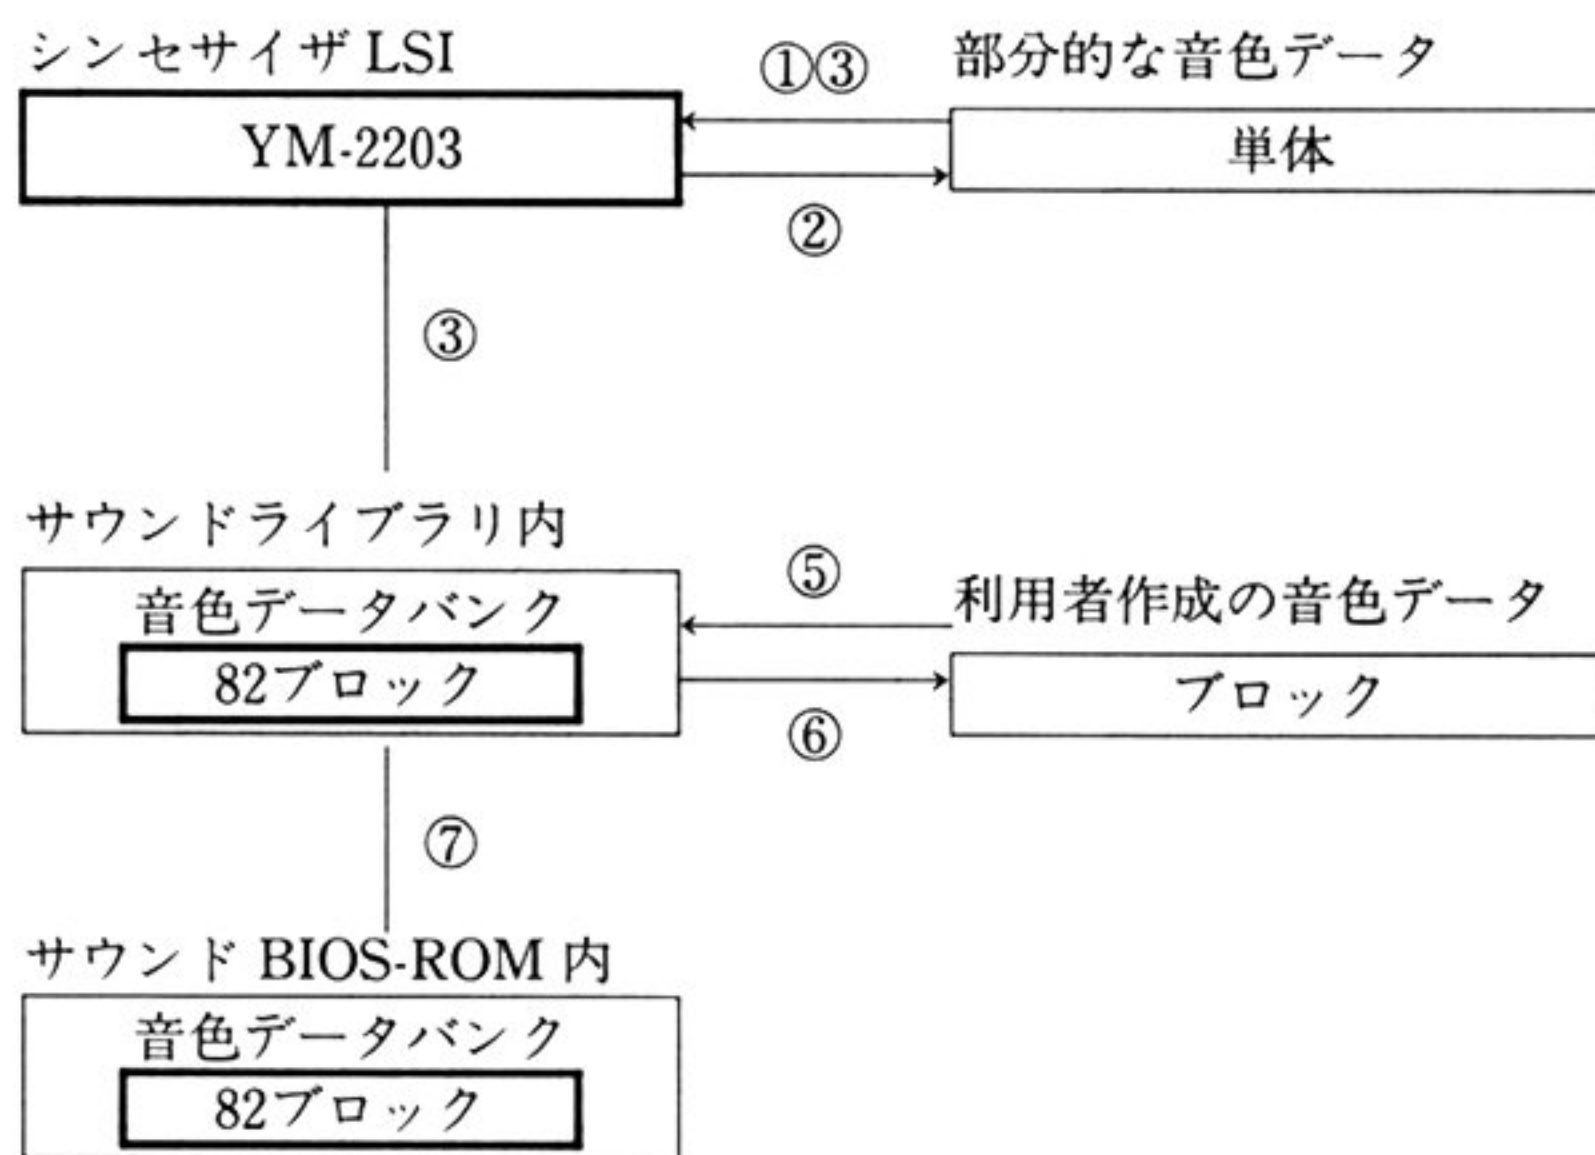 シンセサイザ LSI
①③
部分的な音色データ
YM-2203
単体
②
③
サウンドライブラリ内
⑤
音色データバンク
利用者作成の音色データ
82ブロック
ブロック
⑥
⑦
サウンド BIOS-ROM 内
音色データバンク
82ブロック